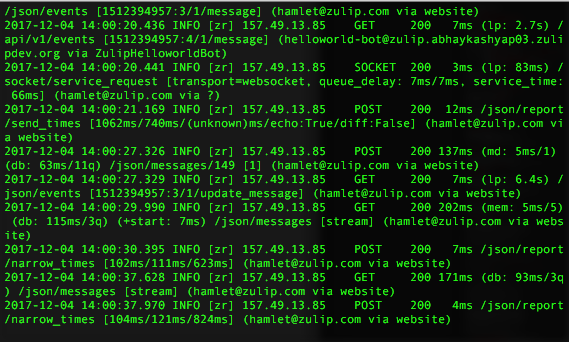 /json/events [1512394957:3/1/message] (hamlet@zulip.com via website)
2017-12-04 14:00:20.436 INFO [zr] 157.49.13.85    GET     200   7ms (lp: 2.7s) /
api/v1/events [1512394957:4/1/message] (helloworld-bot@zulip.abhaykashyap03.zuli
pdev.org via ZulipHelloworldBot)
2017-12-04 14:00:20.441 INFO [zr] 157.49.13.85    SOCKET  200   3ms (lp: 83ms) /
socket/service_request [transport=websocket, queue_delay: 7ms/7ms, service_time:
 66ms] (hamlet@zulip.com via ?)
2017-12-04 14:00:21.169 INFO [zr] 157.49.13.85    POST    200  12ms /json/report
/send_times [1062ms/740ms/(unknown)ms/echo:True/diff:False] (hamlet@zulip.com vi
a website)
2017-12-04 14:00:27.326 INFO [zr] 157.49.13.85    POST    200 137ms (md: 5ms/1)
(db: 63ms/11q) /json/messages/149 [1] (hamlet@zulip.com via website)
2017-12-04 14:00:27.329 INFO [zr] 157.49.13.85    GET     200   7ms (lp: 6.4s) /
json/events [1512394957:3/1/update_message] (hamlet@zulip.com via website)
2017-12-04 14:00:29.990 INFO [zr] 157.49.13.85    GET     200 202ms (mem: 5ms/5)
 (db: 115ms/3q) (+start: 7ms) /json/messages [stream] (hamlet@zulip.com via webs
ite)
2017-12-04 14:00:30.395 INFO [zr] 157.49.13.85    POST    200   7ms /json/report
/narrow_times [102ms/111ms/623ms] (hamlet@zulip.com via website)
2017-12-04 14:00:37.628 INFO [zr] 157.49.13.85    GET     200 171ms (db: 93ms/3q
) /json/messages [stream] (hamlet@zulip.com via website)
2017-12-04 14:00:37.970 INFO [zr] 157.49.13.85    POST    200   4ms /json/report
/narrow_times [104ms/121ms/824ms] (hamlet@zulip.com via website)